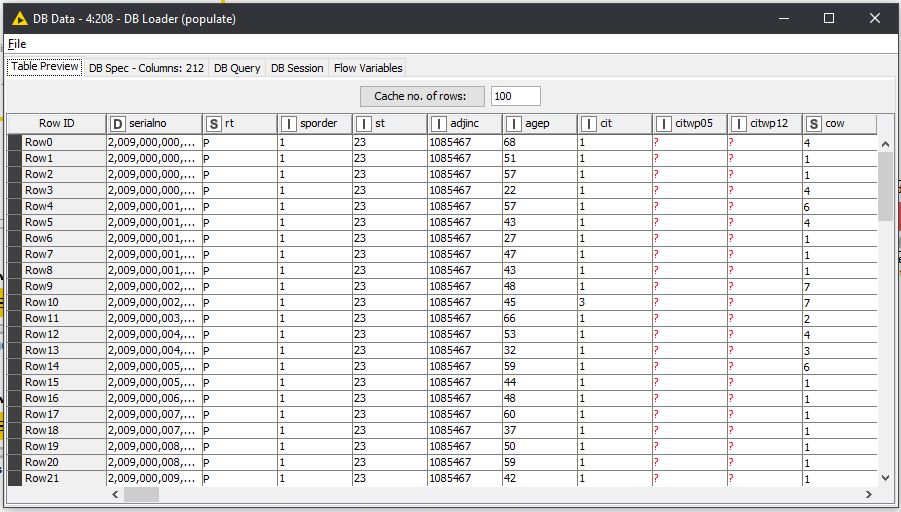 DB Data - 4:208 - DB Loader (populate)
File
Table Preview DB Spec - Columns: 212 DB Query DB Session Flow Variables
Cache no. of rows: 100
Row ID D serialno S rt I sporder I st I adjinc I agep I cit I citwp05 I citwp12 S cow
Row0 2,009,000,000,... P 1 23 1085467 68 1 ? ? 4
Row1 2,009,000,000,... P 1 23 1085467 51 1 ? ? 1
Row2 2,009,000,000,... P 1 23 1085467 57 1 ? ? 1
Row3 2,009,000,000,... P 1 23 1085467 22 1 ? ? 4
Row4 2,009,000,001,... P 1 23 1085467 57 1 ? ? 6
Row5 2,009,000,001,... P 1 23 1085467 43 1 ? ? 4
Row6 2,009,000,001,... P 1 23 1085467 27 1 ? ? 1
Row7 2,009,000,001,... P 1 23 1085467 47 1 ? ? 1
Row8 2,009,000,001,... P 1 23 1085467 43 1 ? ? 1
Row9 2,009,000,002,... P 1 23 1085467 48 1 ? ? 7
Row10 2,009,000,002,... P 1 23 1085467 45 3 ? ? 7
Row11 2,009,000,003,... P 1 23 1085467 66 1 ? ? 2
Row12 2,009,000,004,... P 1 23 1085467 53 1 ? ? 4
Row13 2,009,000,004,... P 1 23 1085467 32 1 ? ? 3
Row14 2,009,000,005,... P 1 23 1085467 59 1 ? ? 6
Row15 2,009,000,005,... P 1 23 1085467 44 1 ? ? 1
Row16 2,009,000,006,... P 1 23 1085467 48 1 ? ? 1
Row17 2,009,000,007,... P 1 23 1085467 60 1 ? ? 1
Row18 2,009,000,007,... P 1 23 1085467 37 1 ? ? 1
Row19 2,009,000,008,... P 1 23 1085467 50 1 ? ? 1
Row20 2,009,000,008,... P 1 23 1085467 59 1 ? ? 1
Row21 2,009,000,009,... P 1 23 1085467 42 1 ? ? 1